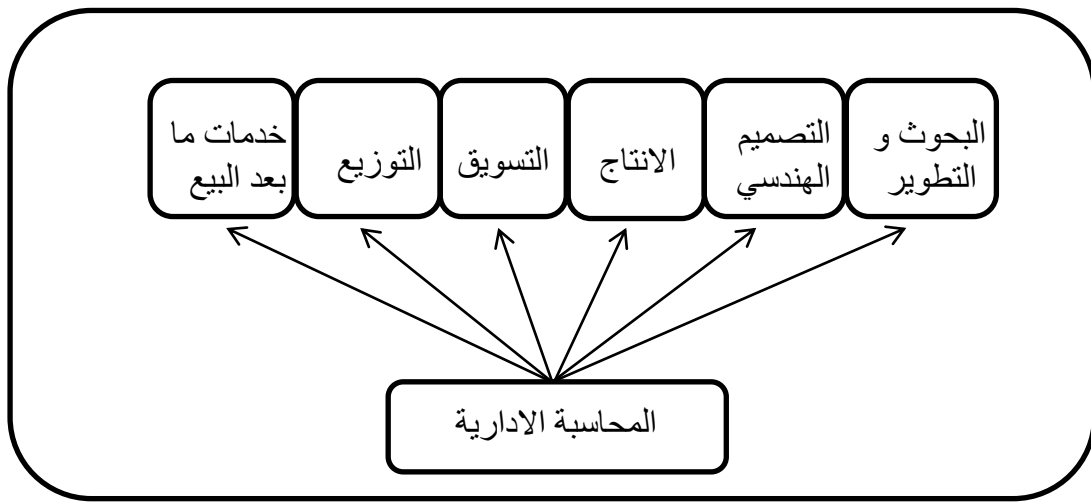 البحوث و
التطوير
التصميم
الهندسي
الانتاج
التسويق
التوزيع
خدمات ما
بعد البيع
المحاسبة الادارية